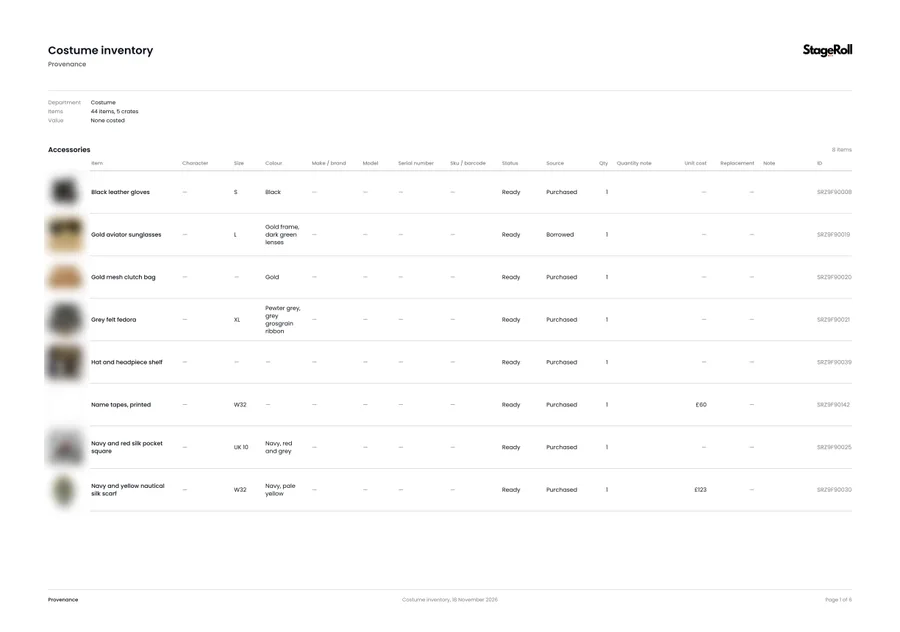 Costume inventory
StageRoll
Provenance
Department Costume
Items 44 items, 5 crates
Value None costed
Accessories 8 items
Item Character Size Colour Make / brand Model Serial number Sku / barcode Status Source Qty Quantity note Unit cost Replacement Note ID
Black leather gloves — S Black — — — — Ready Purchased 1 — — SRZ9F90008
Gold aviator sunglasses — L Gold frame, dark green lenses — — — — Ready Borrowed 1 — — SRZ9F90019
Gold mesh clutch bag — — Gold — — — — Ready Purchased 1 — — SRZ9F90020
Grey felt fedora — XL Pewter grey, grey grosgrain ribbon — — — — Ready Purchased 1 — — SRZ9F90021
Hat and headpiece shelf — — — — — — — Ready Purchased 1 — — SRZ9F90039
Name tapes, printed — W32 — — — — — Ready Purchased 1 £60 — SRZ9F90142
Navy and red silk pocket square — UK 10 Navy, red and grey — — — — Ready Purchased 1 — — SRZ9F90025
Navy and yellow nautical silk scarf — W32 Navy, pale yellow — — — — Ready Purchased 1 £123 — SRZ9F90030
Provenance Costume inventory, 16 November 2026 Page 1 of 6